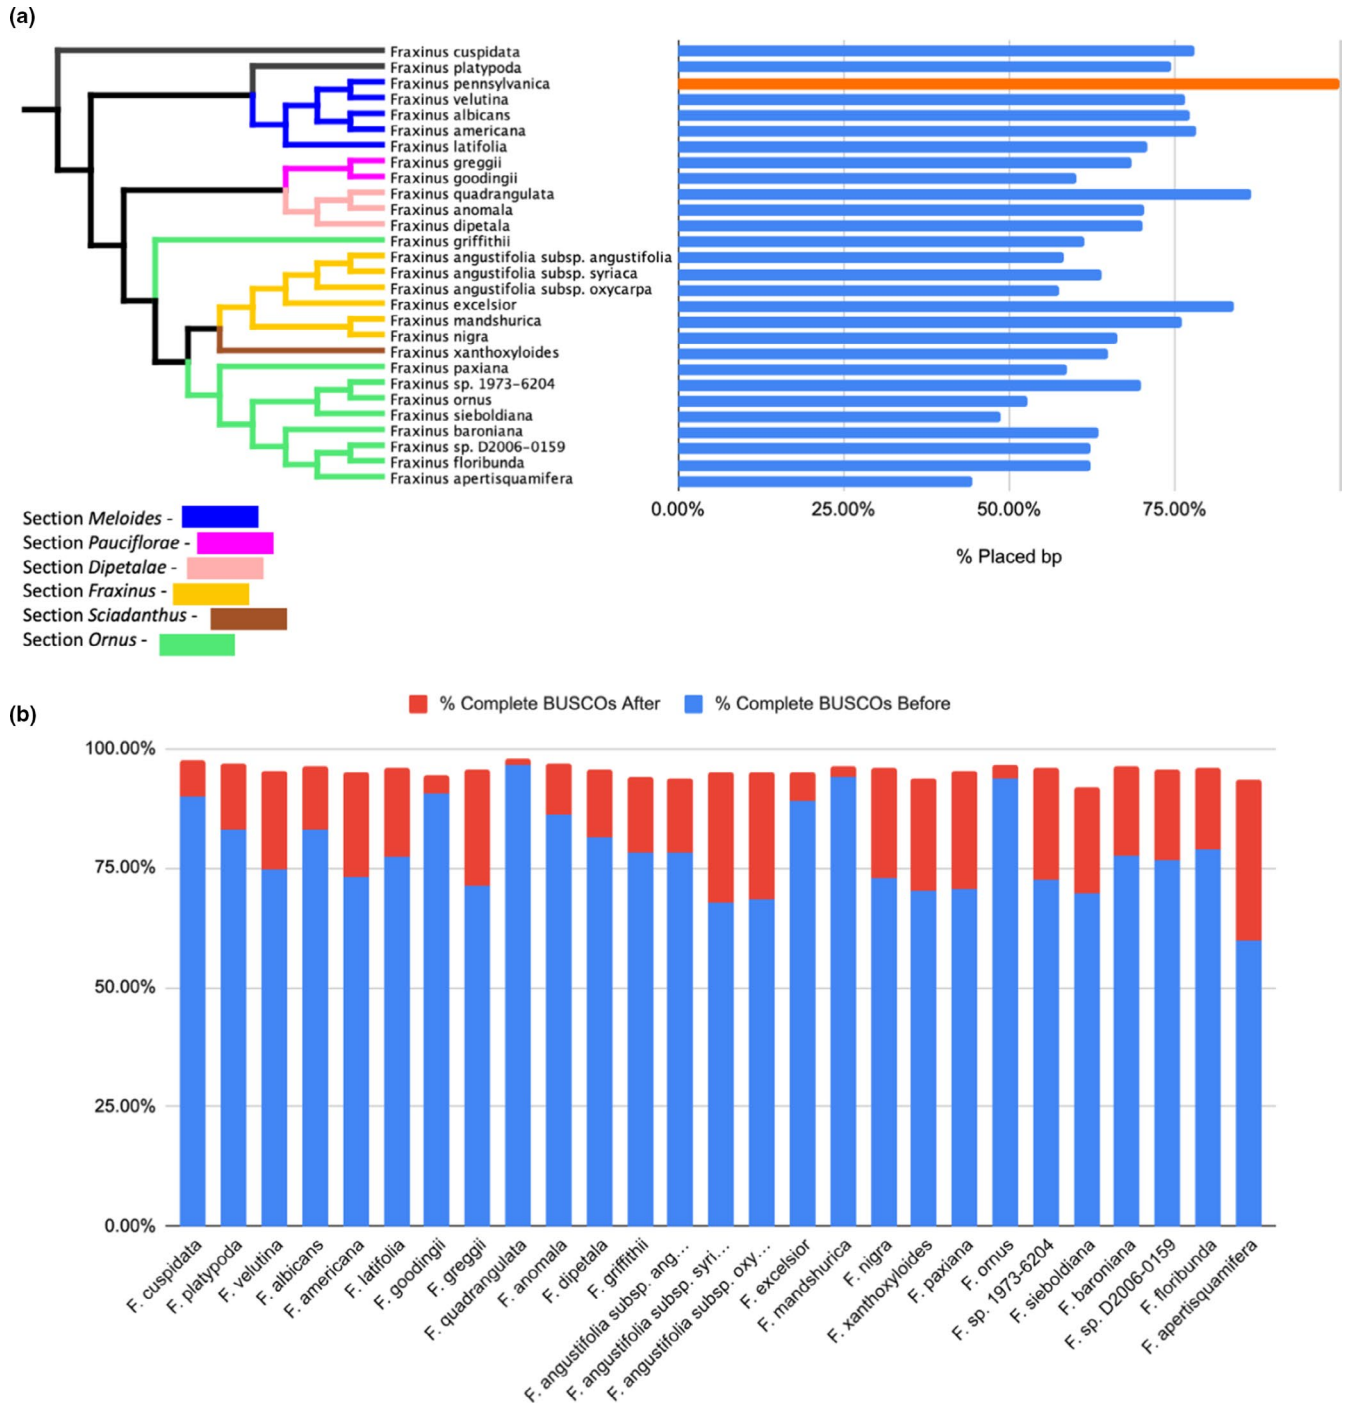 (a)
Fraxinus cuspidata
Fraxinus platypoda
Fraxinus pennsylvanica
Fraxinus velutina
Fraxinus albicans
Fraxinus americana
Fraxinus latifolia
Fraxinus greggii
Fraxinus goodingii
Fraxinus quadrangulata
Fraxinus anomala
Fraxinus dipetala
Fraxinus griffithii
Fraxinus angustifolia subsp. angustifolia
Fraxinus angustifolia subsp. syriaca
Fraxinus angustifolia subsp. oxycarpa
Fraxinus excelsior
Fraxinus mandshurica
Fraxinus nigra
Fraxinus xanthoxyloides
Fraxinus paxiana
Fraxinus sp. 1973-6204
Fraxinus ornus
Fraxinus sieboldiana
Fraxinus baroniana
Fraxinus sp. D2006-0159
Fraxinus floribunda
Fraxinus apertisquamifera
0.00% 25.00% 50.00% 75.00%
% Placed bp
Section Meloides -
Section Pauciflorae -
Section Dipetalae -
Section Fraxinus -
Section Sciadanthus -
Section Ornus -
(b)
% Complete BUSCOs After % Complete BUSCOs Before
100.00%
75.00%
50.00%
25.00%
0.00%
F. cuspidata
F. platypoda
F. velutina
F. albicans
F. americana
F. latifolia
F. goodingii
F. greggii
F. quadrangulata
F. anomala
F. dipetala
F. griffithii
F. angustifolia subsp. ang...
F. angustifolia subsp. syri...
F. angustifolia subsp. oxy...
F. excelsior
F. mandshurica
F. nigra
F. xanthoxyloides
F. paxiana
F. ornus
F. sp. 1973-6204
F. sieboldiana
F. baroniana
F. sp. D2006-0159
F. floribunda
F. apertisquamifera